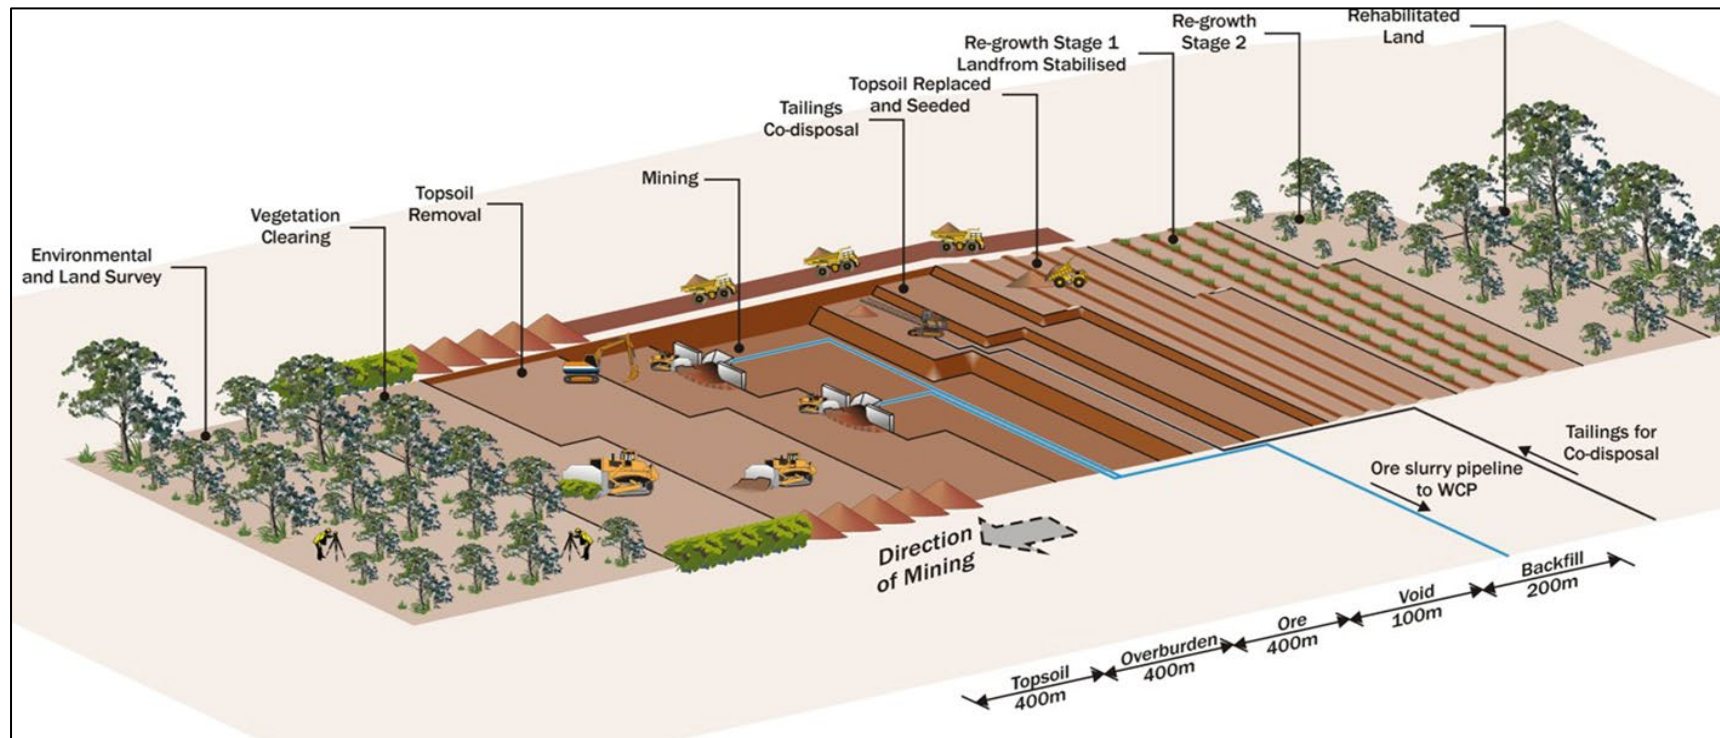 Environmental
and Land Survey
Vegetation
Clearing
Topsoil
Removal
Mining
Tailings
Co-disposal
Topsoil Replaced
and Seeded
Re-growth Stage 1
Landfrom Stabilised
Re-growth
Stage 2
Rehabilitated
Land
Tailings for
Co-disposal
Ore slurry pipeline
to WCP
Direction
of Mining
Topsoil
400m
Overburden
400m
Ore
400m
Void
100m
Backfill
200m